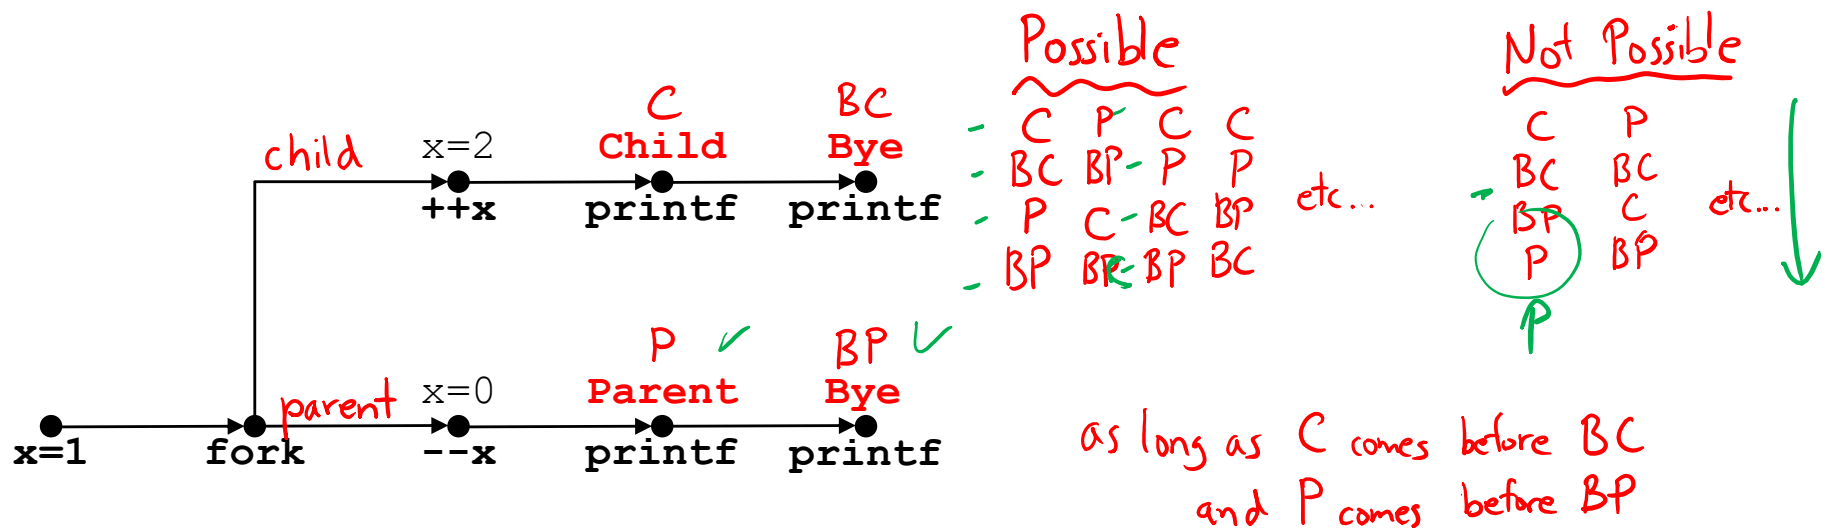 Possible
Not Possible
C P C C
BC BP P P
P C BC BP
BP BP BP BC
etc...
C P
BC BC
BP C
P BP
etc...
P
C
BC
child
x=2
Child
Bye
++x
printf
printf
P
BP
parent
x=0
Parent
Bye
x=1
fork
--x
printf
printf
as long as C comes before BC
and P comes before BP